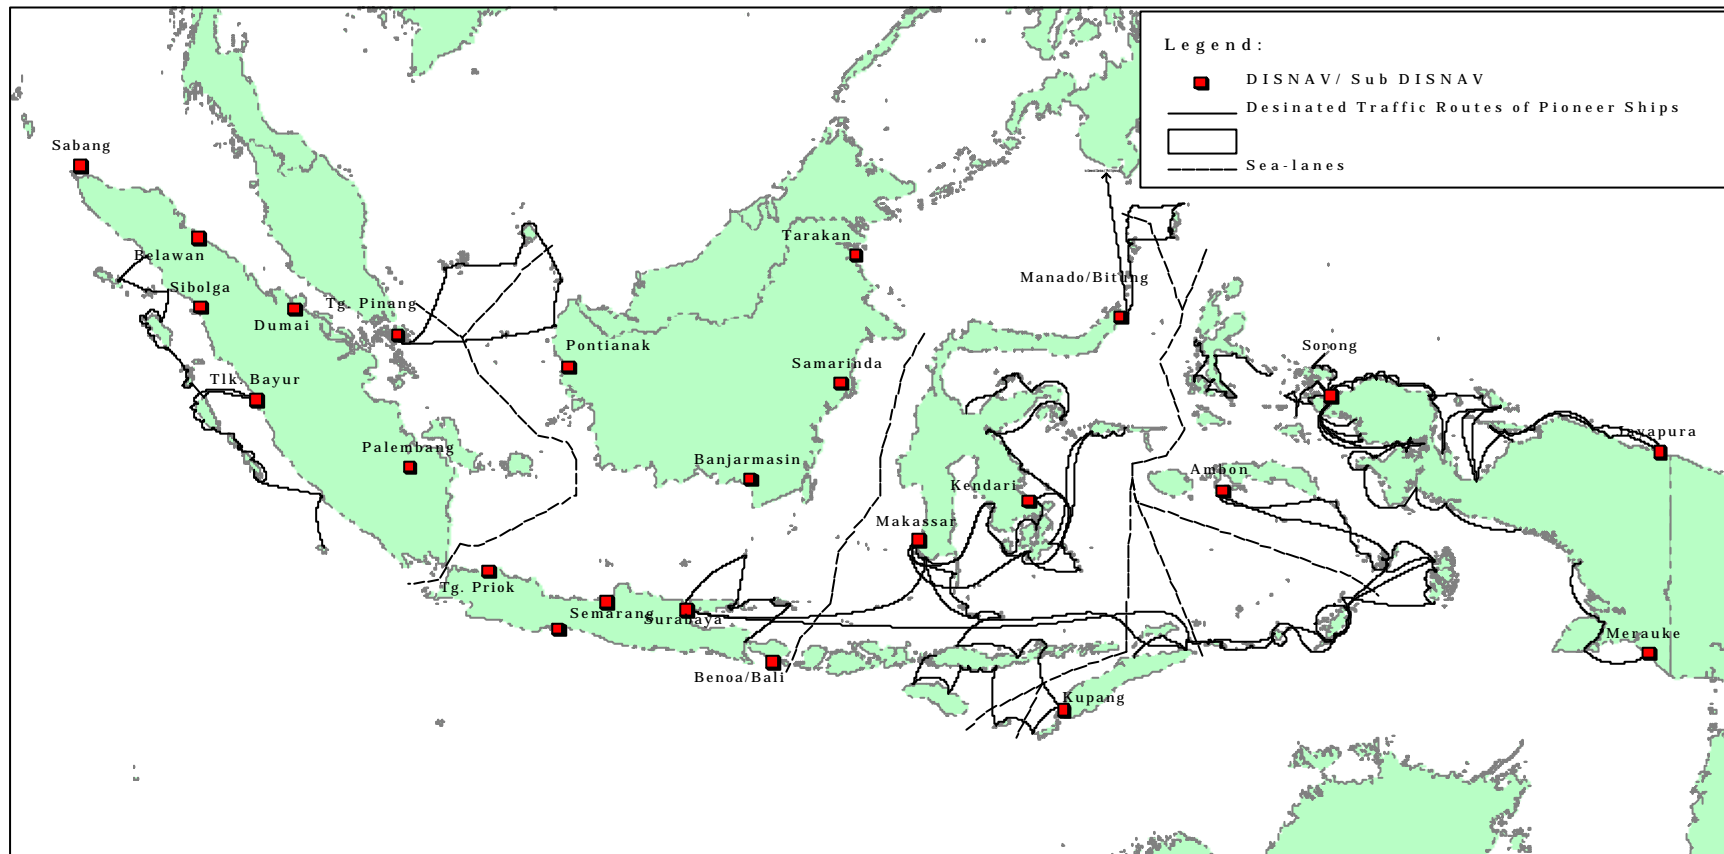 Legend:
DISNAV/ Sub DISNAV
Desinated Traffic Routes of Pioneer Ships
Sea-lanes
Sabang
Belawan
Sibolga
Dumai
Tg. Pinang
Tlk. Bayur
Palembang
Pontianak
Tarakan
Samarinda
Banjarmasin
Manado/Bitung
Kendari
Makassar
Sorong
Jayapura
Ambon
Merauke
Tg. Priok
Semarang
Surabaya
Benoa/Bali
Kupang